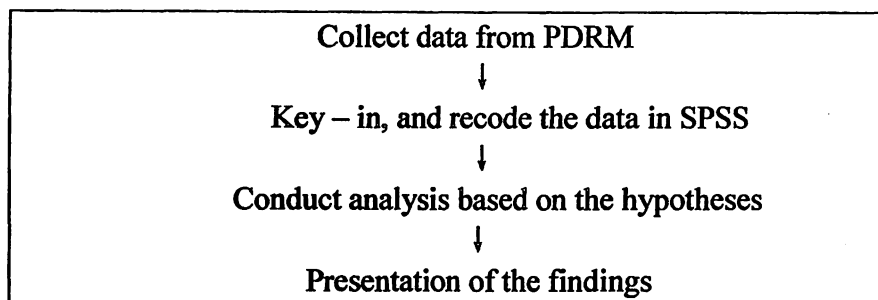 Collect data from PDRM
↓
Key – in, and recode the data in SPSS
↓
Conduct analysis based on the hypotheses
↓
Presentation of the findings